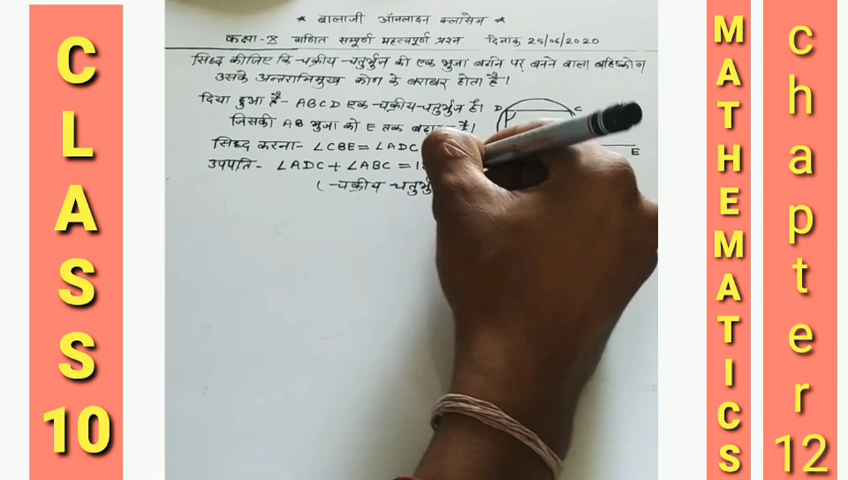 CLASS 10
★ बालाजी ऑनलाइन क्लासेज ★
कक्षा-X गणित सम्पूर्ण महत्वपूर्ण प्रश्न दिनांक 25/06/2020
सिध्द कीजिए कि चक्रीय चतुर्भुज की एक भुजा बढाने पर बनने वाला बहिष्कोण
उसके अन्तराभिमुख कोण के बराबर होता है।
दिया हुआ है- ABCD एक चक्रीय चतुर्भुज है।
जिसकी AB भुजा को E तक
सिध्द करना- ∠CBE = ∠ADC
उपपति- ∠ADC + ∠ABC = 1
(चक्रीय
D C
E
MATHEMATICS
chapter 12